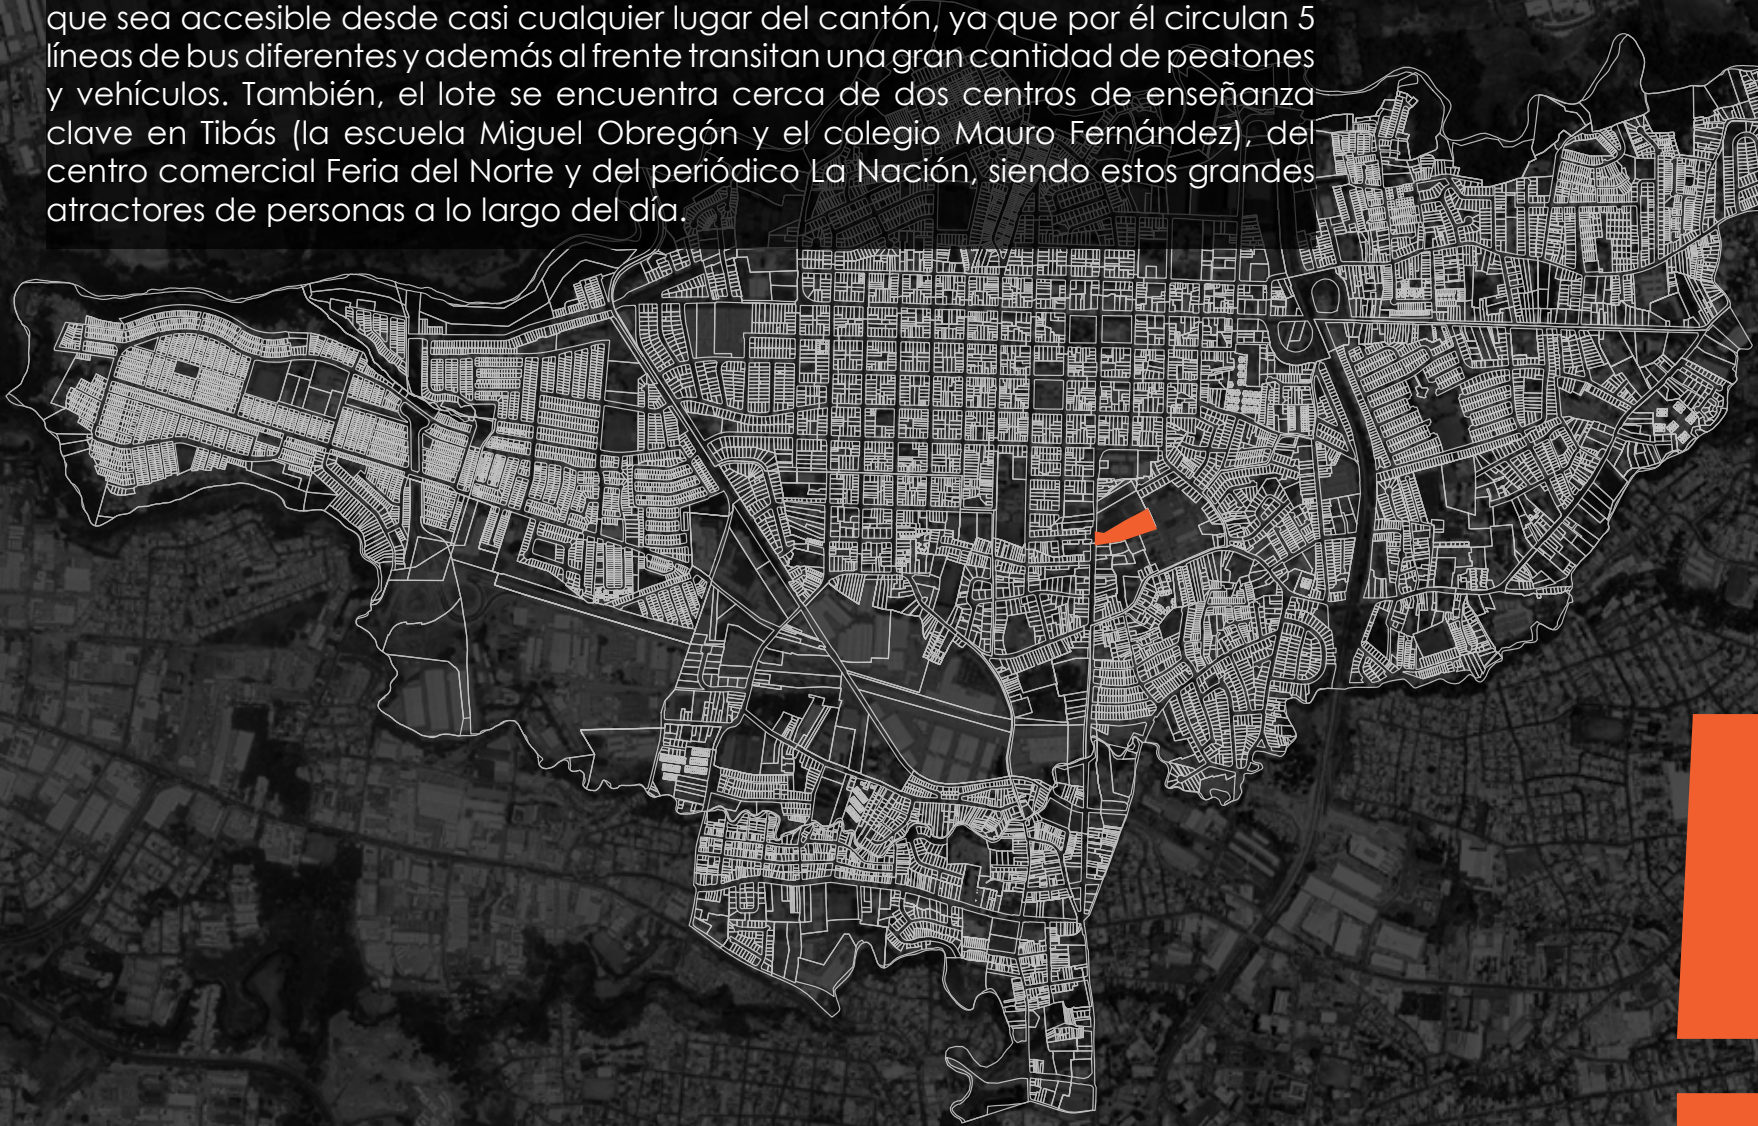 que sea accesible desde casi cualquier lugar del cantón, ya que por él circulan 5
líneas de bus diferentes y además al frente transitan una gran cantidad de peatones
y vehículos. También, el lote se encuentra cerca de dos centros de enseñanza
clave en Tibás (la escuela Miguel Obregón y el colegio Mauro Fernández), del
centro comercial Feria del Norte y del periódico La Nación, siendo estos grandes
atractores de personas a lo largo del día.